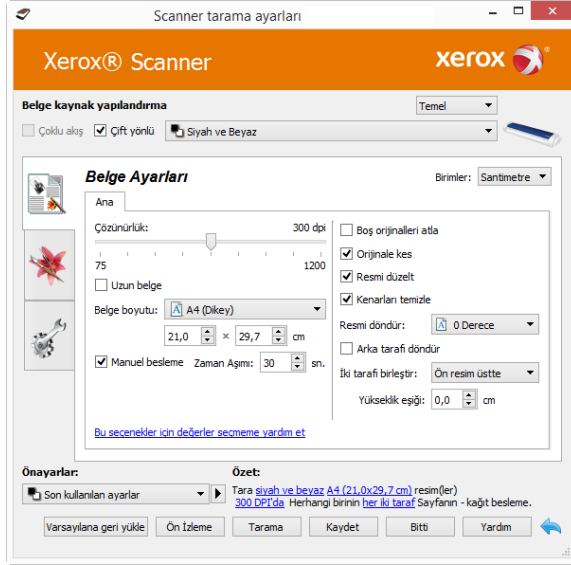 Scanner tarama ayarları
Xerox® Scanner
xerox
Belge kaynak yapılandırma
Temel
Çoklu akış
Çift yönlü
Siyah ve Beyaz
Belge Ayarları
Birimler: Santimetre
Ana
Çözünürlük: 300 dpi
75 1200
Uzun belge
Belge boyutu: A4 (Dikey)
21,0 × 29,7 cm
Manuel besleme Zaman Aşımı: 30 sn.
Boş orijinalleri atla
Orijinale kes
Resmi düzelt
Kenarları temizle
Resmi döndür: 0 Derece
Arka tarafı döndür
İki tarafı birleştir: Ön resim üstte
Yükseklik eşiği: 0,0 cm
Bu seçenekler için değerler seçmeme yardım et
Önayarlar:
Son kullanılan ayarlar
Özet:
Tara siyah ve beyaz A4 (21,0x29,7 cm) resim(ler)
300 DPI'da Herhangi birinin her iki taraf Sayfanın - kağıt besleme.
Varsayılana geri yükle Ön İzleme Tarama Kaydet Bitti Yardım